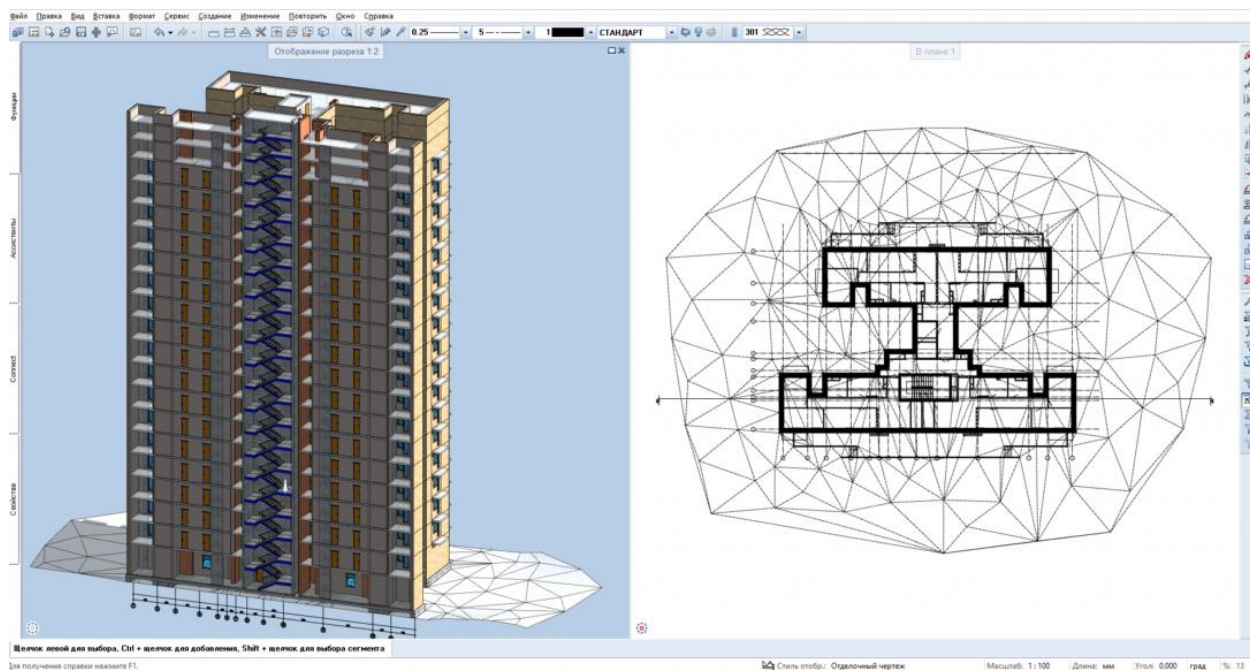 Файл Правка Вид Вставка Формат Сервис Создание Изменение Повторить Окно Справка
0.25 5 1 СТАНДАРТ 301
Отображение разреза 1:2
В плане 1
Функции
Ассистенты
Connect
Свойства
Щелчок левой для выбора, Ctrl + щелчок для добавления, Shift + щелчок для выбора сегмента
Для получения справки нажмите F1.
Стиль отобр.: Отделочный чертеж Масштаб: 1:100 Длина: мм Угол: 0.000 град %: